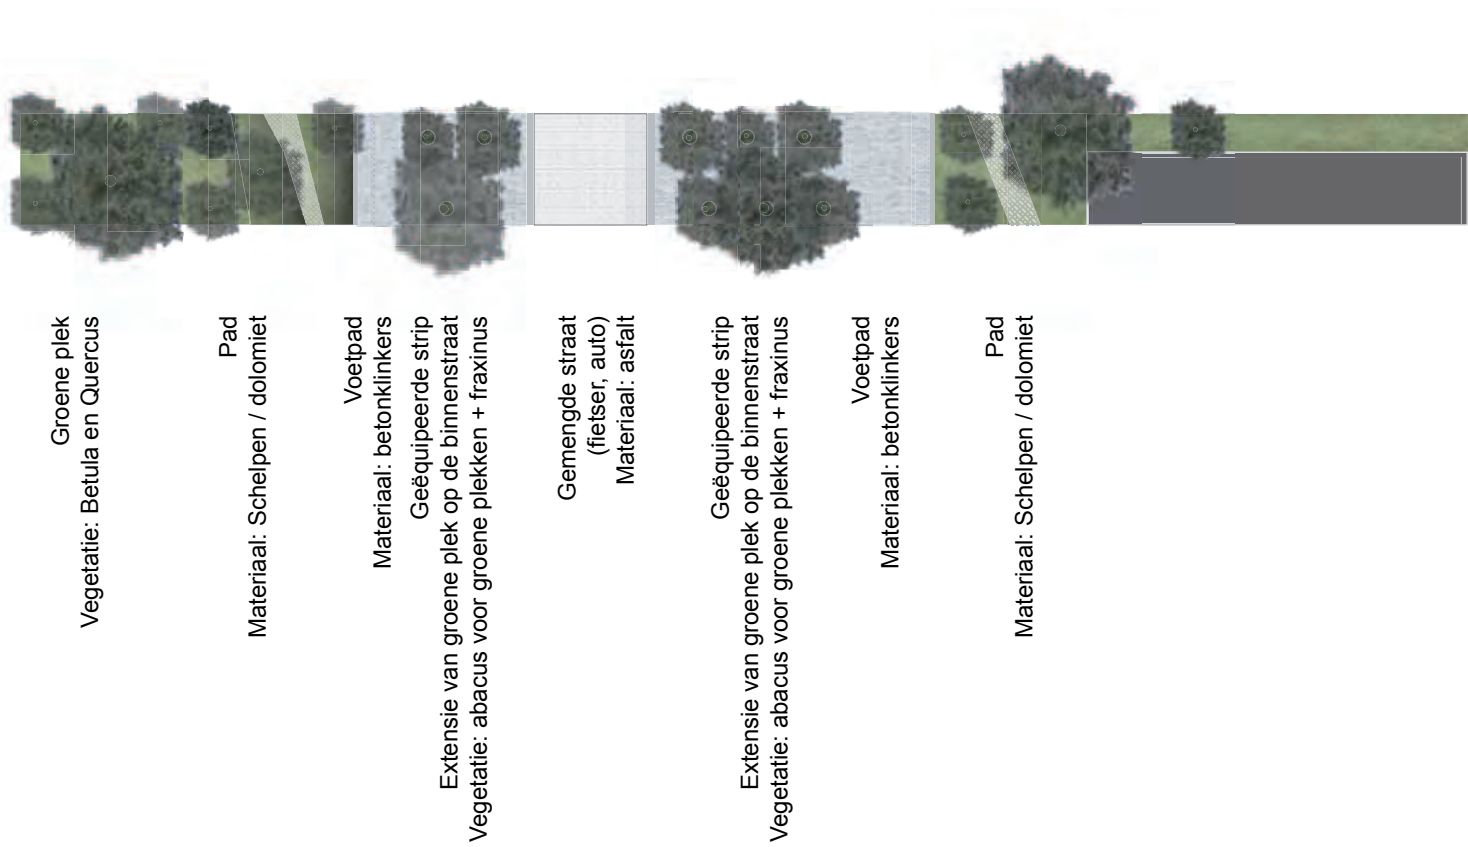 Groene plek
Vegetatie: Betula en Quercus
Pad
Materiaal: Schelpen / dolomiet
Voetpad
Materiaal: betonklinkers
Geëquipeerde strip
Extensie van groene plek op de binnenstraat
Vegetatie: abacus voor groene plekken + fraxinus
Gemengde straat
(fietser, auto)
Materiaal: asfalt
Geëquipeerde strip
Extensie van groene plek op de binnenstraat
Vegetatie: abacus voor groene plekken + fraxinus
Voetpad
Materiaal: betonklinkers
Pad
Materiaal: Schelpen / dolomiet